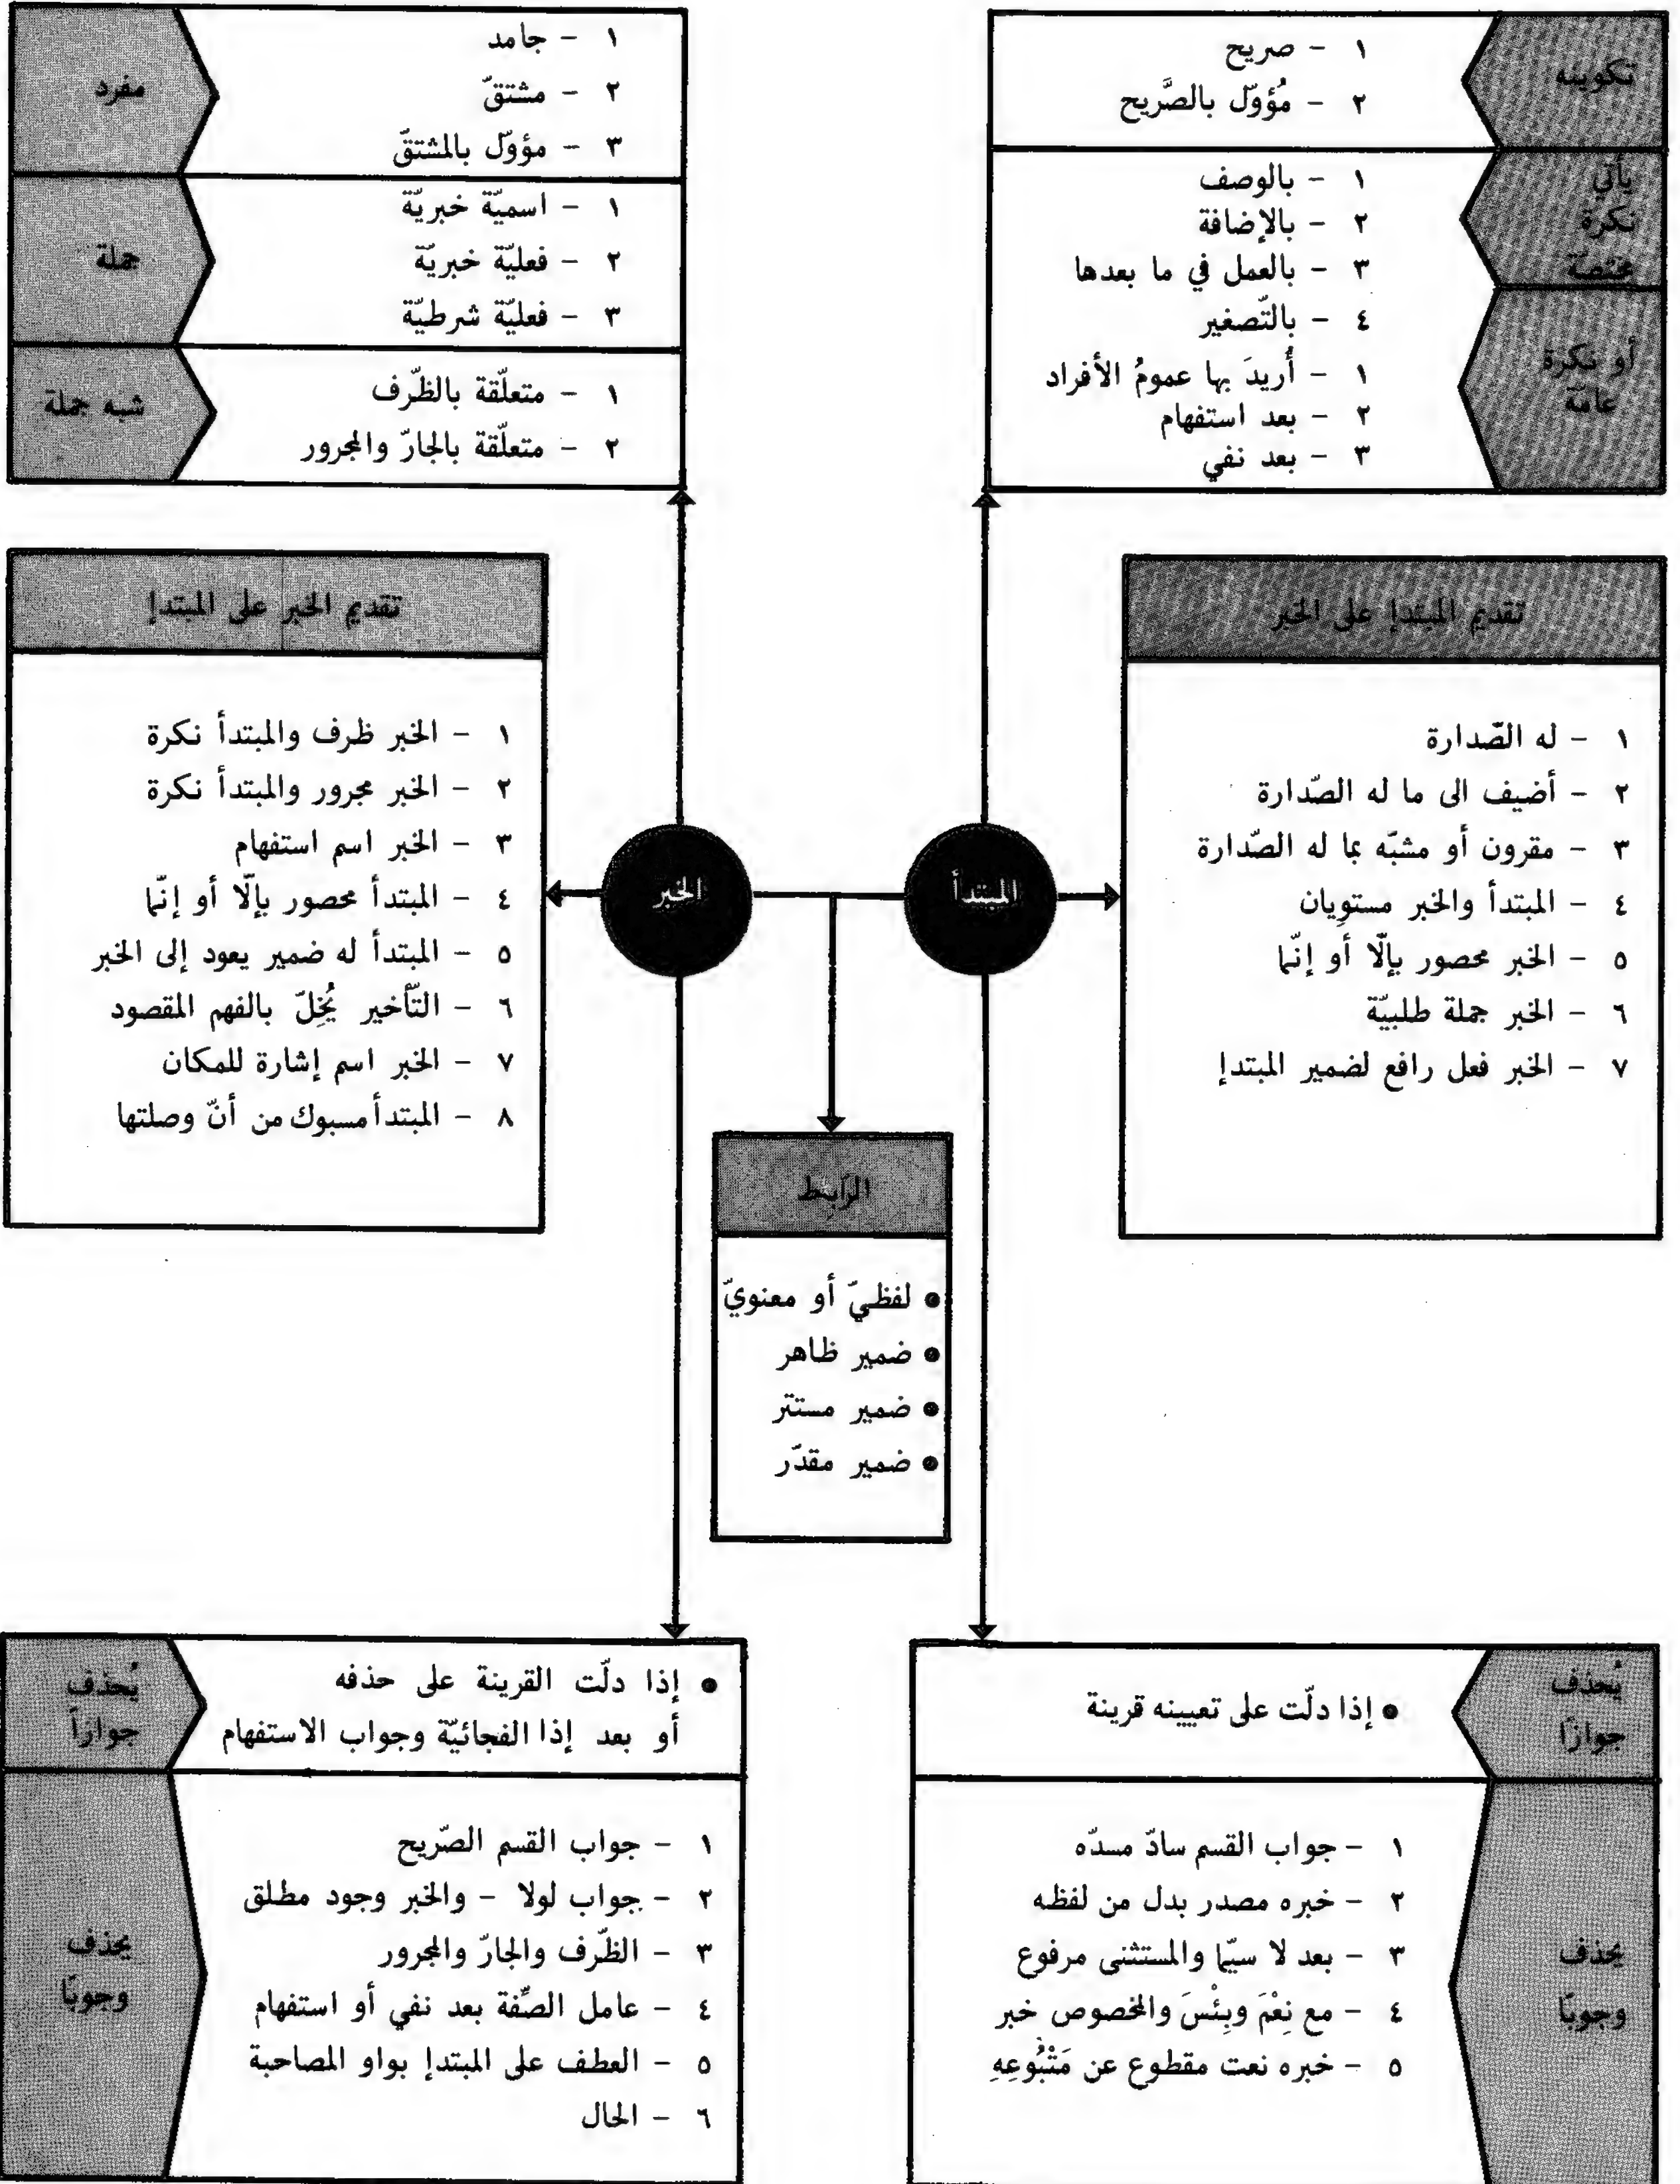 تكوينه
١ - صريح
٢ - مُؤوّل بالصَّريح
يأتي
نكرة
مختصّة
١ - بالوصف
٢ - بالإضافة
٣ - بالعمل في ما بعدها
٤ - بالتّصغير
أو نكرة
عامّة
١ - أُريدَ بها عمومُ الأفراد
٢ - بعد استفهام
٣ - بعد نفي
مفرد
١ - جامد
٢ - مشتقّ
٣ - مؤوّل بالمشتقّ
جملة
١ - اسميّة خبريّة
٢ - فعليّة خبريّة
٣ - فعليّة شرطيّة
شبه جملة
١ - متعلّقة بالظّرف
٢ - متعلّقة بالجارّ والمجرور
تقديم المبتدإ على الخبر
١ - له الصّدارة
٢ - أضيف الى ما له الصّدارة
٣ - مقرون أو مشبّه بما له الصّدارة
٤ - المبتدأ والخبر مستويان
٥ - الخبر محصور بإلّا أو إنّما
٦ - الخبر جملة طلبيّة
٧ - الخبر فعل رافع لضمير المبتدإ
المبتدأ
الخبر
تقديم الخبر على المبتدإ
١ - الخبر ظرف والمبتدأ نكرة
٢ - الخبر مجرور والمبتدأ نكرة
٣ - الخبر اسم استفهام
٤ - المبتدأ محصور بإلّا أو إنّما
٥ - المبتدأ له ضمير يعود إلى الخبر
٦ - التّأخير يُخِلّ بالفهم المقصود
٧ - الخبر اسم إشارة للمكان
٨ - المبتدأ مسبوك من أنّ وصلتها
الرّابط
• لفظيّ أو معنويّ
• ضمير ظاهر
• ضمير مستتر
• ضمير مقدّر
يُحذف
جوازًا
• إذا دلّت على تعيينه قرينة
يحذف
وجوبًا
١ - جواب القسم سادّ مسدّه
٢ - خبره مصدر بدل من لفظه
٣ - بعد لا سيّما والمستثنى مرفوع
٤ - مع نِعْمَ وبِئْسَ والمخصوص خبر
٥ - خبره نعت مقطوع عن مَتْبُوعِهِ
يُحذف
جوازاً
• إذا دلّت القرينة على حذفه
أو بعد إذا الفجائيّة وجواب الاستفهام
يحذف
وجوبًا
١ - جواب القسم الصّريح
٢ - جواب لولا - والخبر وجود مطلق
٣ - الظّرف والجارّ والمجرور
٤ - عامل الصِّفة بعد نفي أو استفهام
٥ - العطف على المبتدإ بواو المصاحبة
٦ - الحال